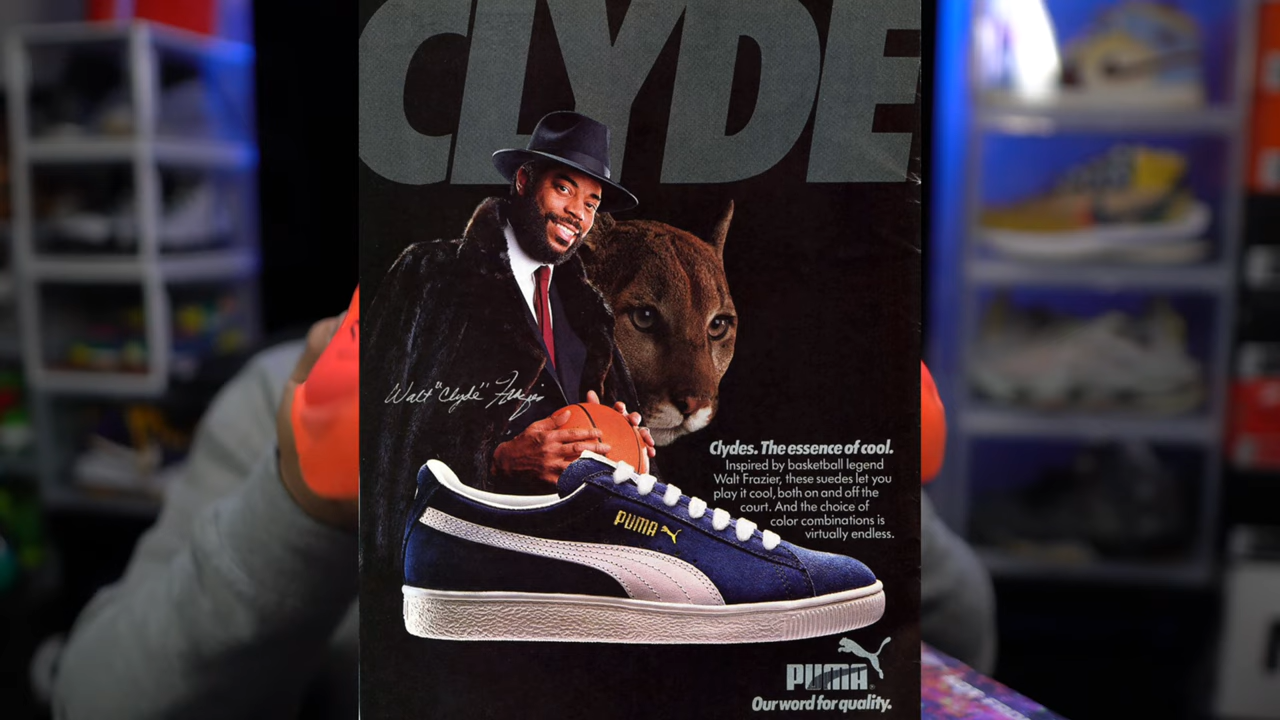 CLYDE
Walt "Clyde" Frazier
Clydes. The essence of cool.
Inspired by basketball legend
Walt Frazier, these suedes let you
play it cool, both on and off the
court. And the choice of
color combinations is
virtually endless.
PUMA
PUMA
Our word for quality.